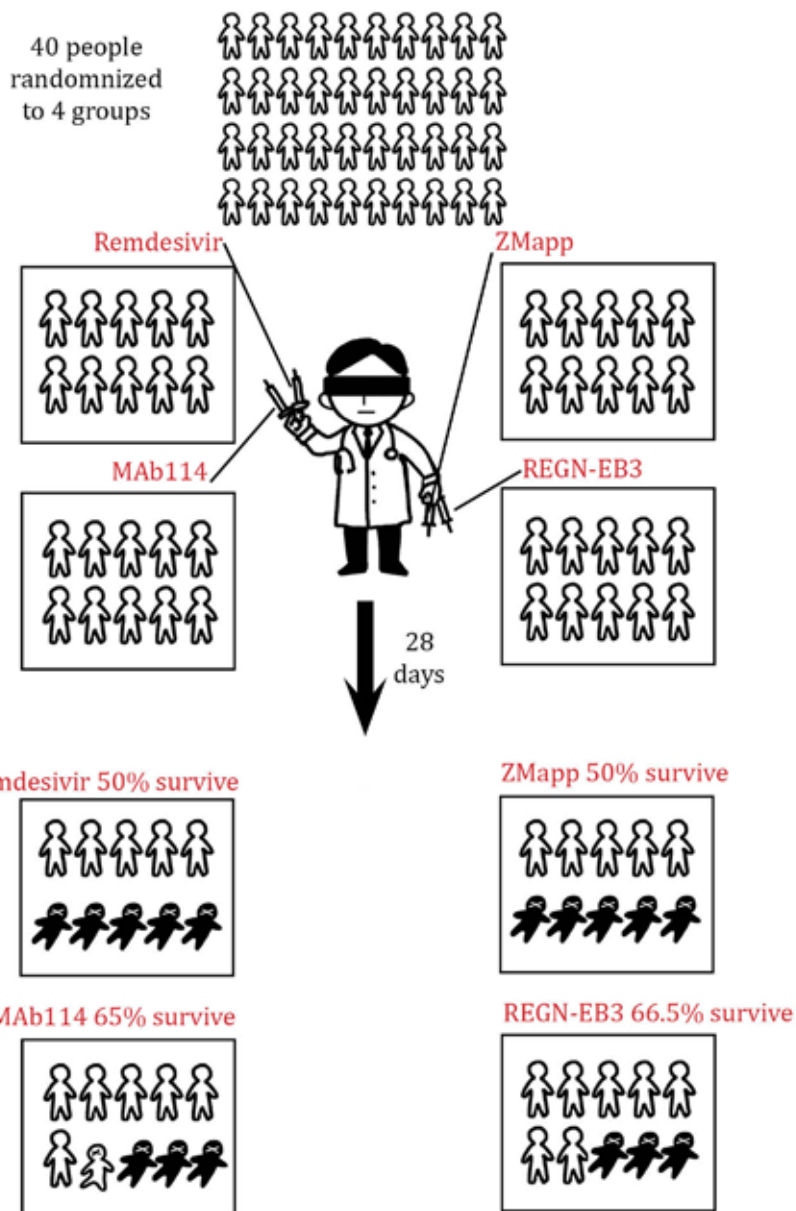 40 people
randomnized
to 4 groups
Remdesivir
ZMapp
MAb114
REGN-EB3
28
days
mdesivir 50% survive
ZMapp 50% survive
MAb114 65% survive
REGN-EB3 66.5% survive